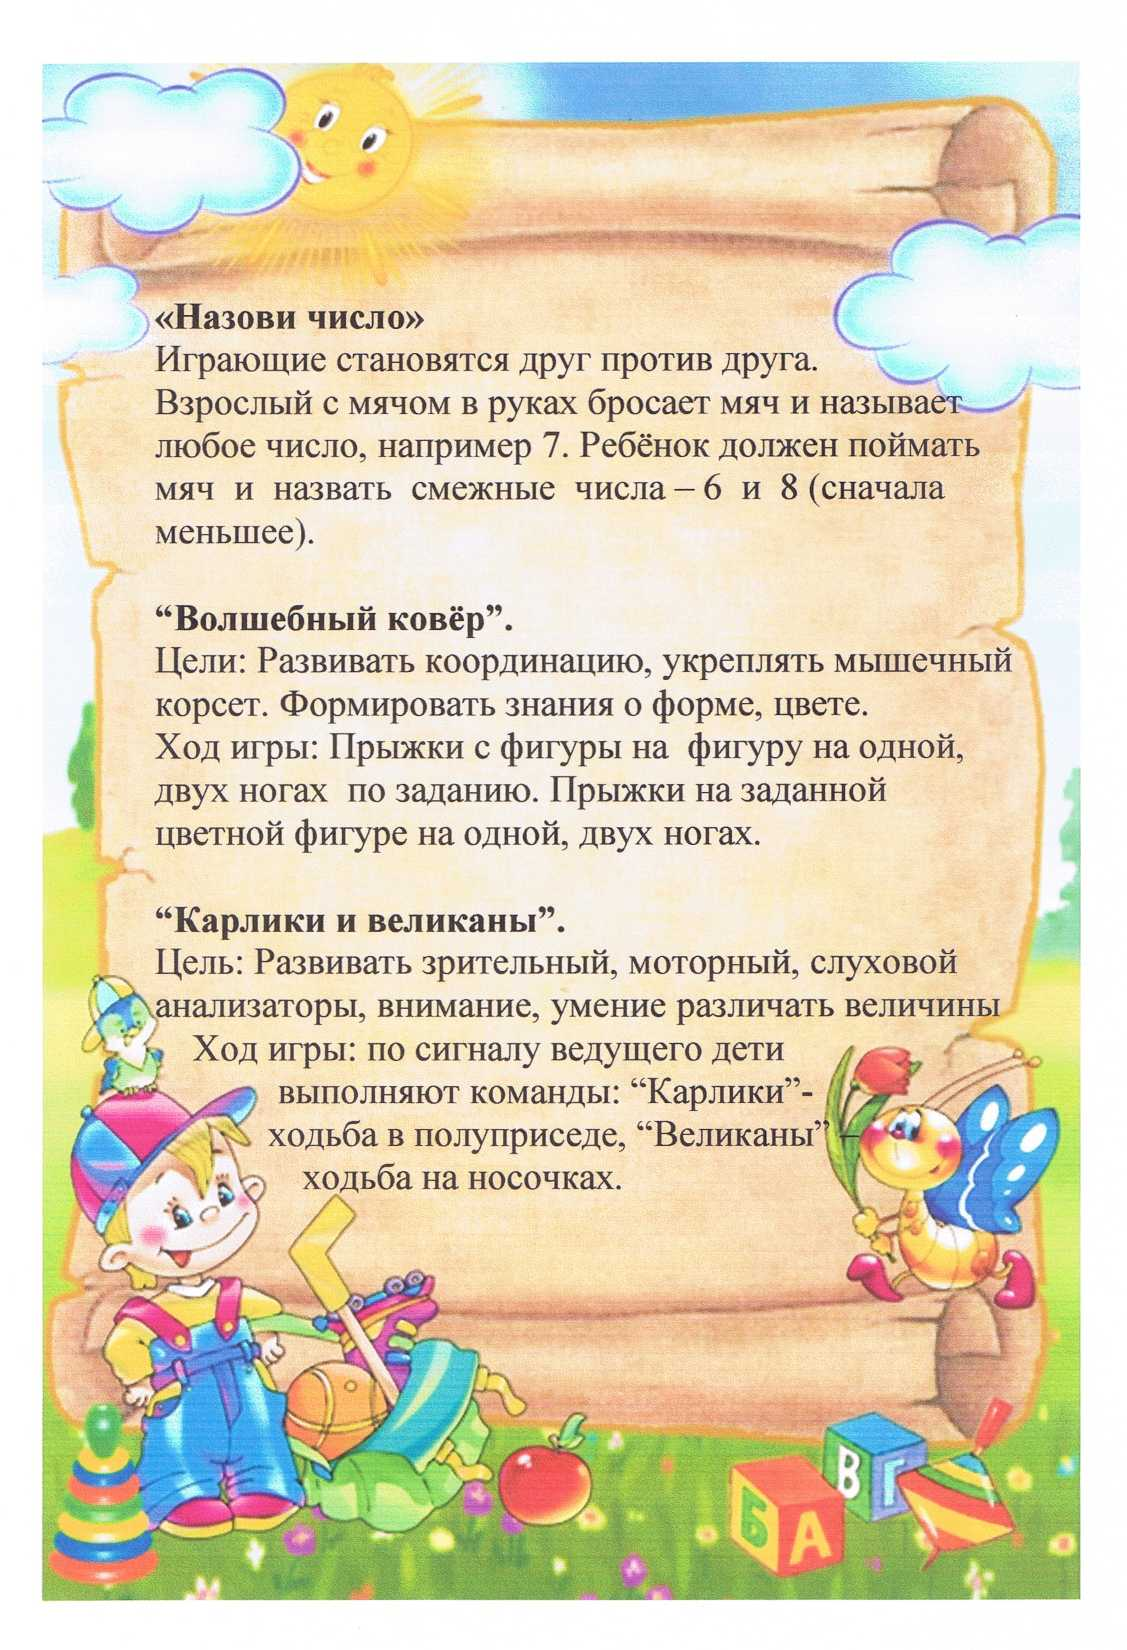 «Назови число»
Играющие становятся друг против друга.
Взрослый с мячом в руках бросает мяч и называет
любое число, например 7. Ребёнок должен поймать
мяч и назвать смежные числа – 6 и 8 (сначала
меньшее).
“Волшебный ковёр”.
Цели: Развивать координацию, укреплять мышечный
корсет. Формировать знания о форме, цвете.
Ход игры: Прыжки с фигуры на фигуру на одной,
двух ногах по заданию. Прыжки на заданной
цветной фигуре на одной, двух ногах.
“Карлики и великаны”.
Цель: Развивать зрительный, моторный, слуховой
анализаторы, внимание, умение различать величины
Ход игры: по сигналу ведущего дети
выполняют команды: “Карлики”-
ходьба в полуприседе, “Великаны” –
ходьба на носочках.
В Г
Б А